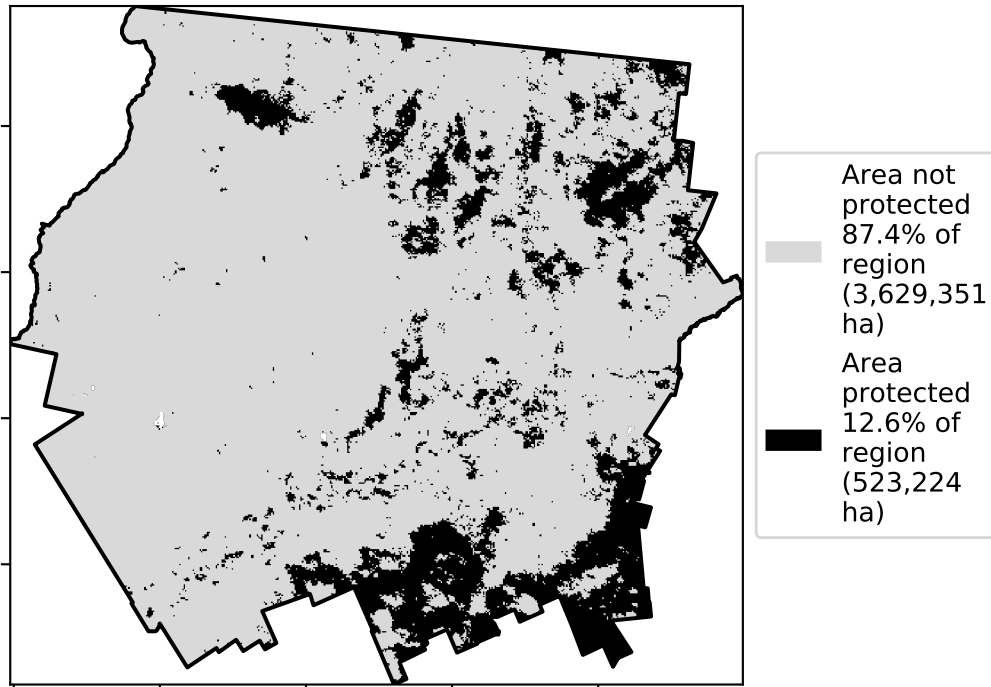 Area not
protected
87.4% of
region
(3,629,351
ha)
Area
protected
12.6% of
region
(523,224
ha)